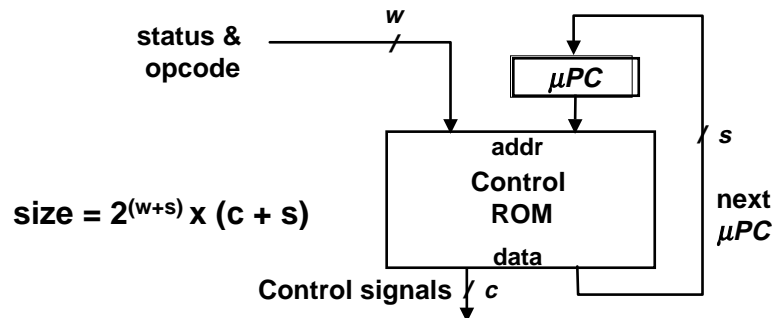 w
status &
opcode
μPC
s
addr
Control
ROM
size = 2^(w+s) x (c + s)
next
μPC
data
Control signals / c